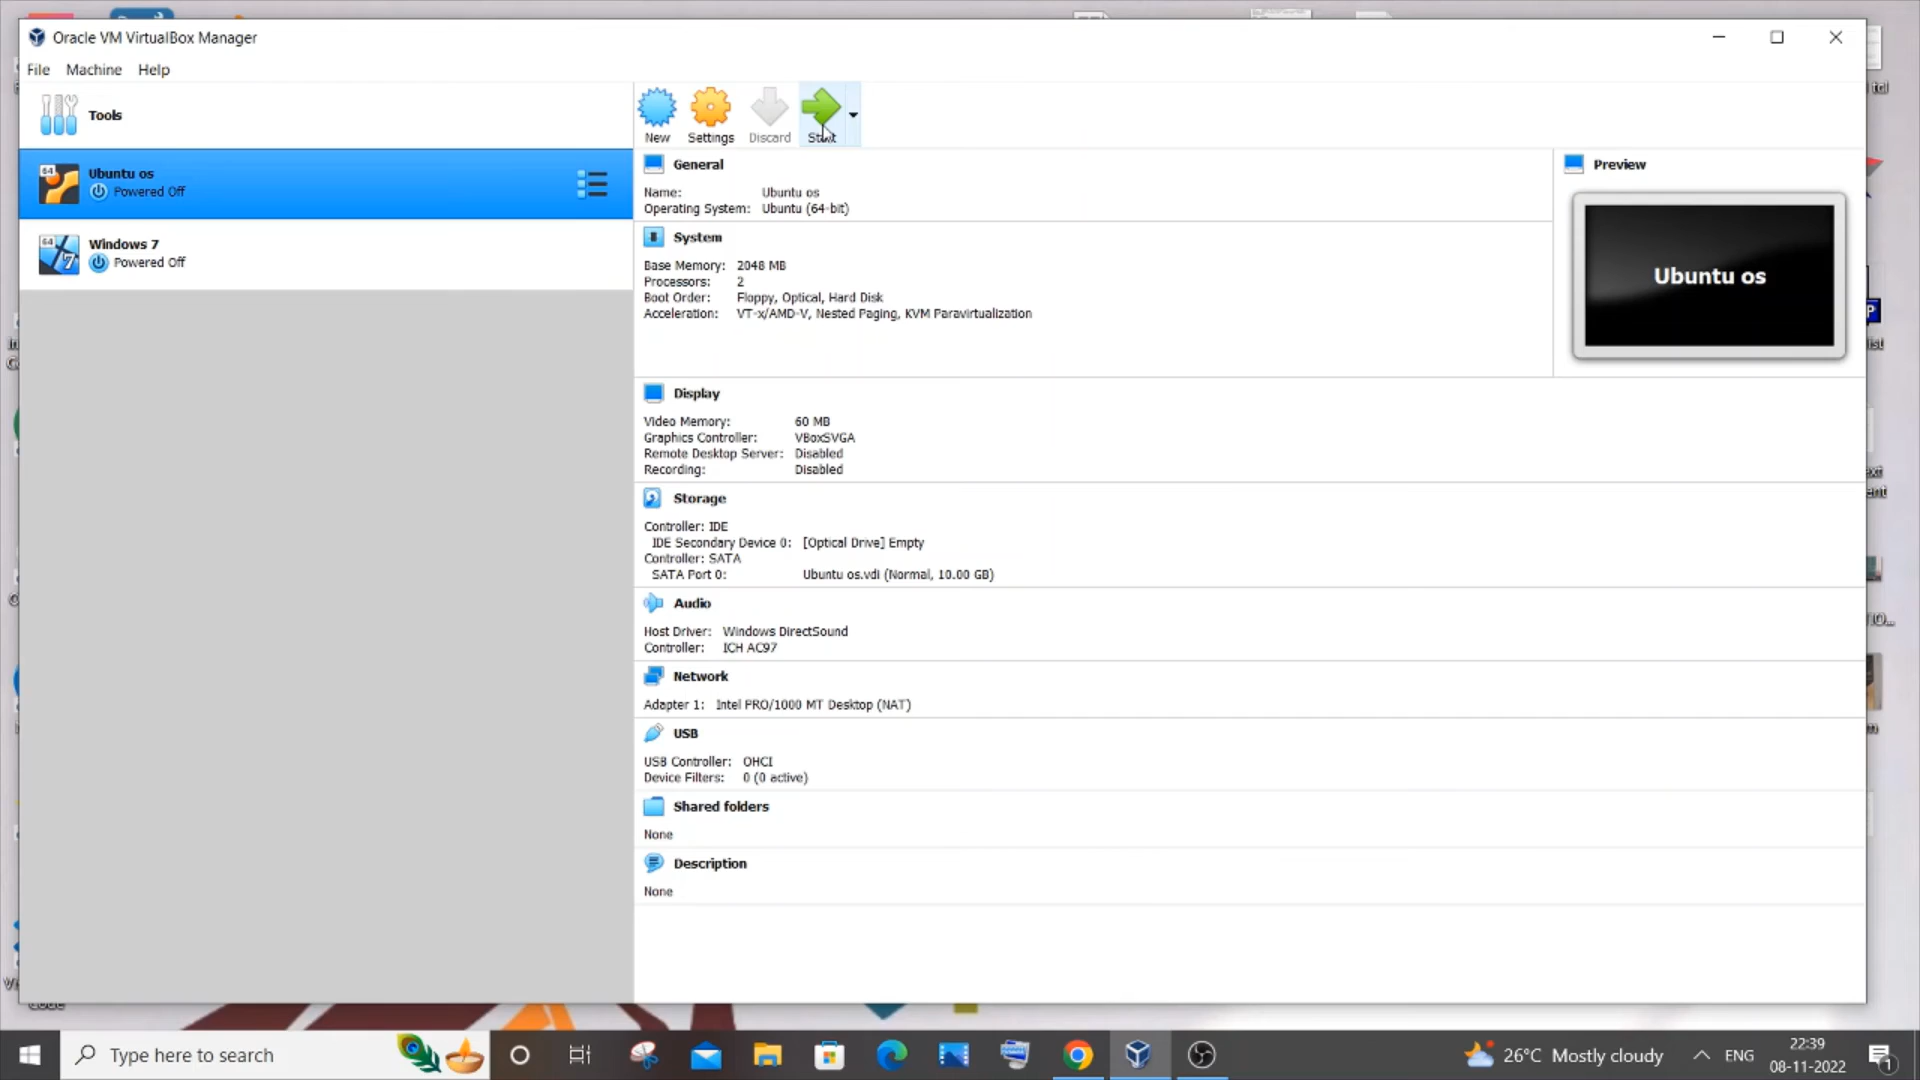 Oracle VM VirtualBox Manager
File Machine Help
Tools
New Settings Discard Start
64
Ubuntu os
Powered Off
64
7
Windows 7
Powered Off
General
Name: Ubuntu os
Operating System: Ubuntu (64-bit)
System
Base Memory: 2048 MB
Processors: 2
Boot Order: Floppy, Optical, Hard Disk
Acceleration: VT-x/AMD-V, Nested Paging, KVM Paravirtualization
Preview
Ubuntu os
Display
Video Memory: 60 MB
Graphics Controller: VBoxSVGA
Remote Desktop Server: Disabled
Recording: Disabled
Storage
Controller: IDE
IDE Secondary Device 0: [Optical Drive] Empty
Controller: SATA
SATA Port 0: Ubuntu os.vdi (Normal, 10.00 GB)
Audio
Host Driver: Windows DirectSound
Controller: ICH AC97
Network
Adapter 1: Intel PRO/1000 MT Desktop (NAT)
USB
USB Controller: OHCI
Device Filters: 0 (0 active)
Shared folders
None
Description
None
Type here to search
26°C Mostly cloudy
ENG
22:39
08-11-2022
1